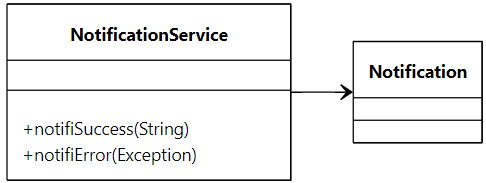 NotificationService
+notifiSuccess(String)
+notifiError(Exception)
Notification